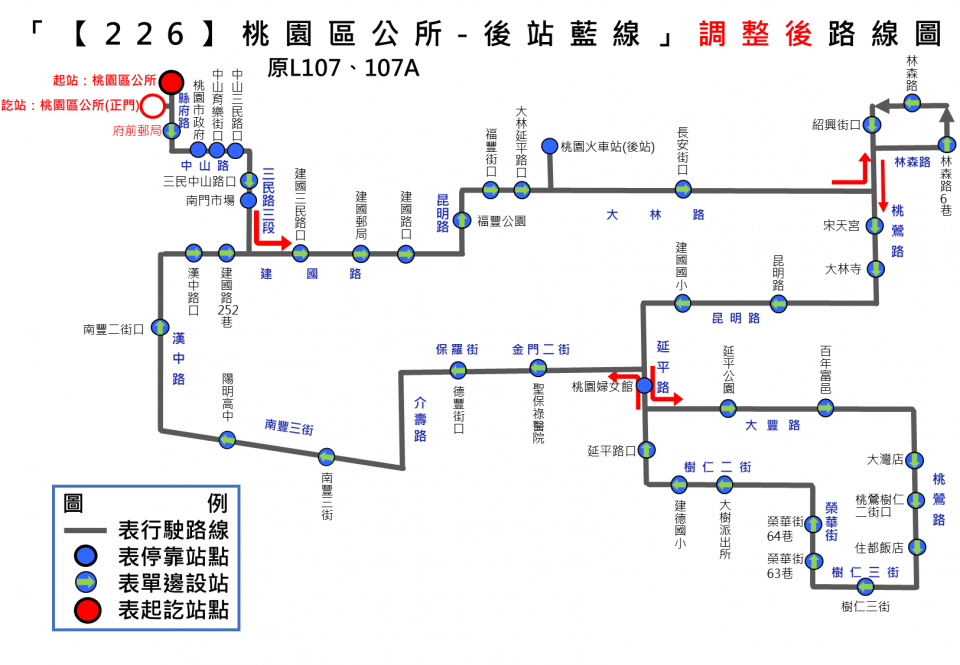 「【226】桃園區公所-後站藍線」調整後路線圖
原L107、107A
起站：桃園區公所
訖站：桃園區公所(正門)
府前郵局
縣府路
桃園市政府
中山育樂街口
中山三民路口
中山路
三民中山路口
南門市場
三民路三段
建國三民路口
建國郵局
建國路口
建國路
昆明路
福豐公園
福豐街口
大林延平路口
桃園火車站(後站)
長安街口
大林路
林森路
紹興街口
林森路
林森路6巷
桃鶯路
宋天宮
大林寺
昆明路
建國國小
昆明路
延平路
桃園婦女館
延平公園
百年富邑
大豐路
大灣店
桃鶯路
桃鶯樹仁
二街口
住都飯店
樹仁三街
樹仁三街
榮華街
榮華街
64巷
榮華街
63巷
樹仁二街
大樹派出所
建德國小
延平路口
金門二街
聖保祿醫院
保羅街
德豐街口
介壽路
南豐三街
南豐三街
陽明高中
漢中路
南豐二街口
漢中路口
建國路252巷
圖例
表行駛路線
表停靠站點
表單邊設站
表起訖站點